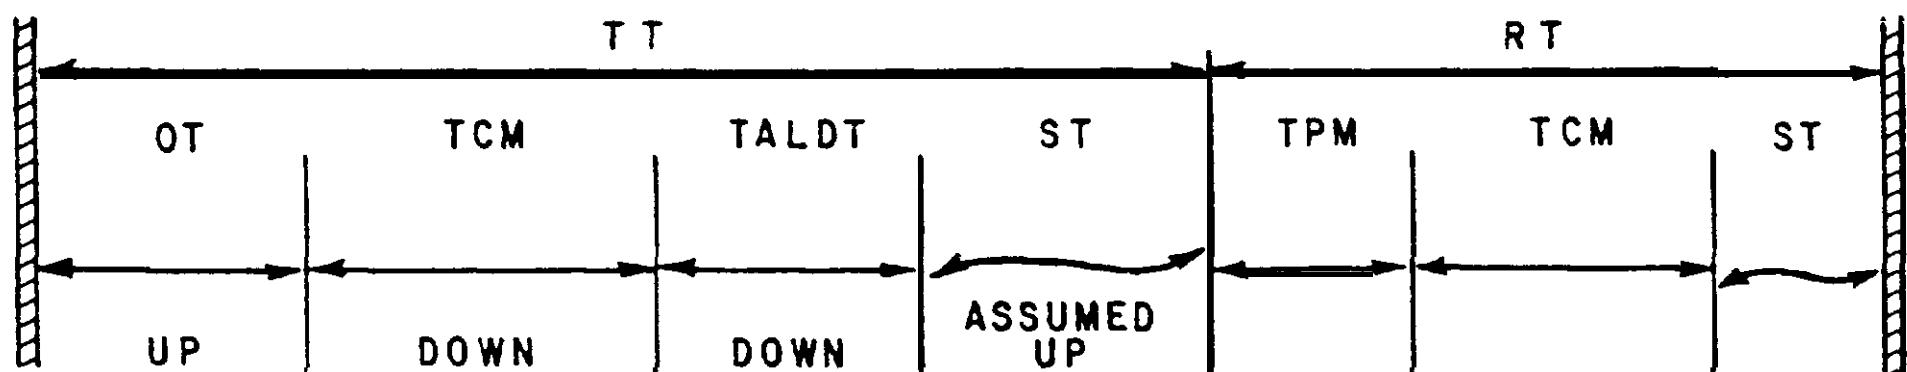 TT RT
OT TCM TALDT ST TPM TCM ST
ASSUMED
UP DOWN DOWN UP